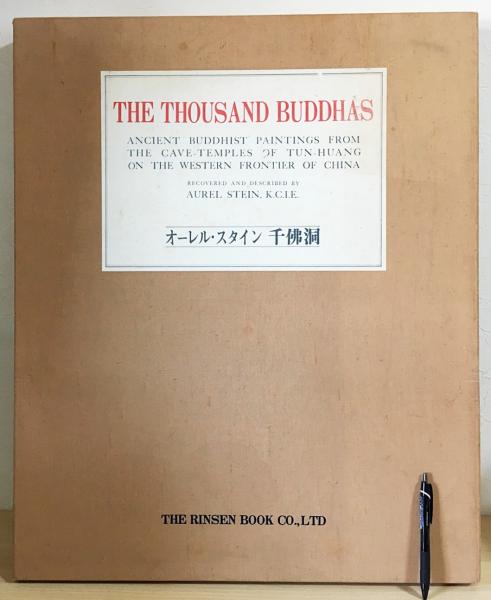 THE THOUSAND BUDDHAS
ANCIENT BUDDHIST PAINTINGS FROM
THE CAVE-TEMPLES OF TUN-HUANG
ON THE WESTERN FRONTIER OF CHINA
RECOVERED AND DESCRIBED BY
AUREL STEIN, K.C.I.E.
オーレル・スタイン 千佛洞
THE RINSEN BOOK CO.,LTD